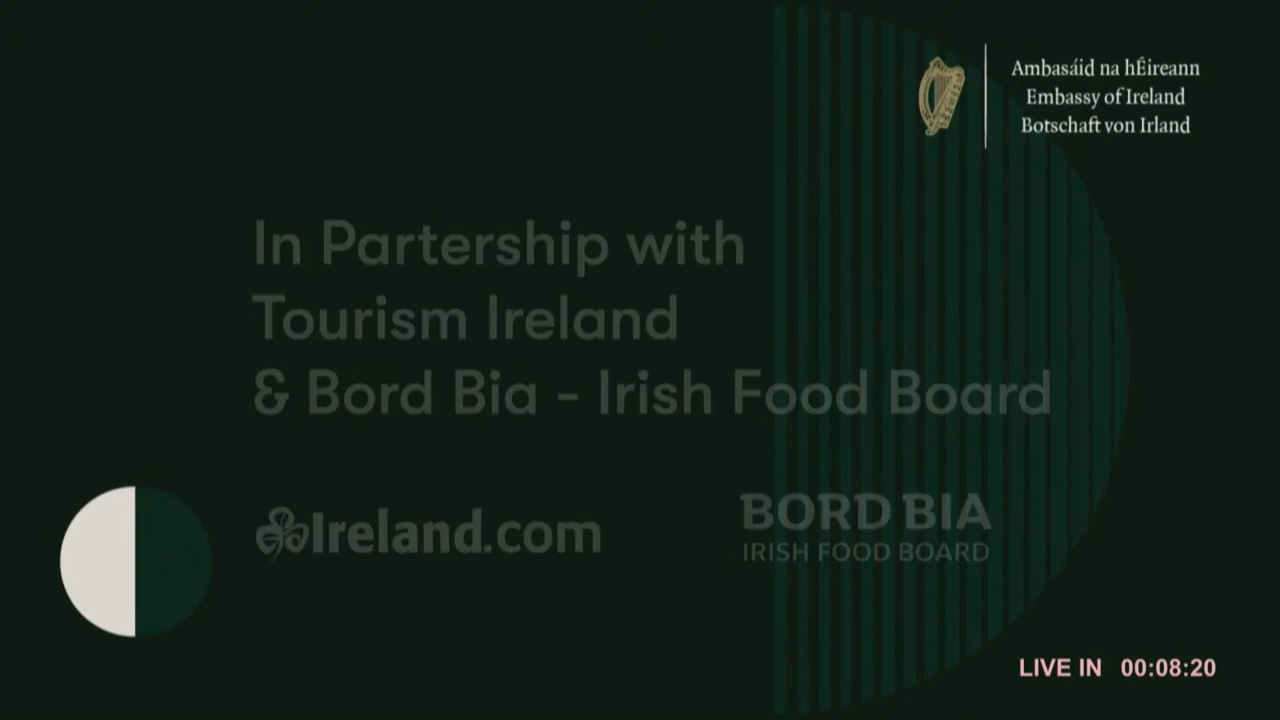 Ambasáid na hÉireann
Embassy of Ireland
Botschaft von Irland
In Partership with
Tourism Ireland
& Bord Bia - Irish Food Board
Ireland.com
BORD BIA
IRISH FOOD BOARD
LIVE IN 00:08:20